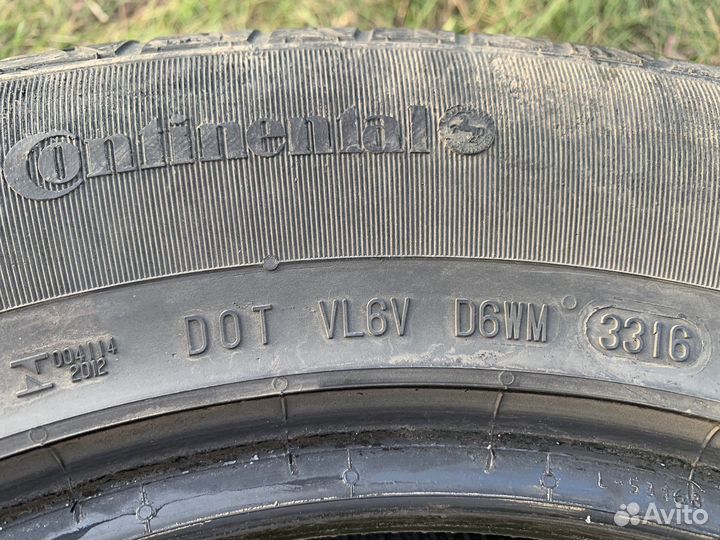 Continental
DOT VL6V D6WM 3316
004114
2012
Avito